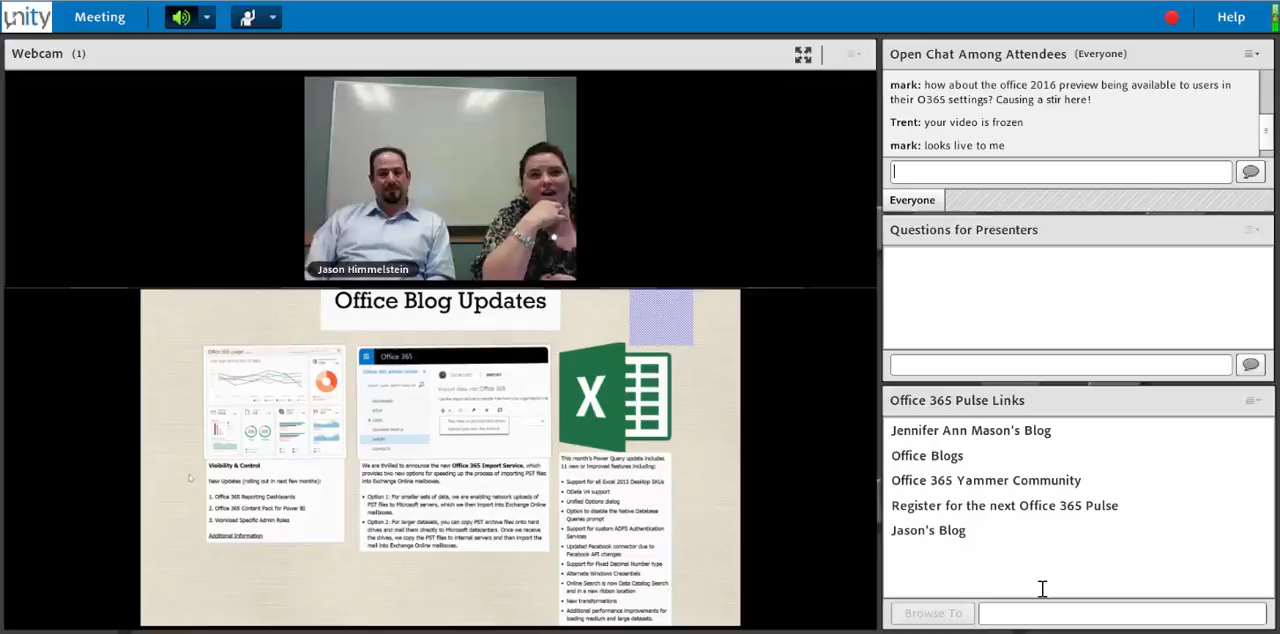 unity Meeting Help
Webcam (1)
Jason Himmelstein
Office Blog Updates
Office 365 usage
Office 365
Import data into Office 365
Visibility & Control
New Updates (rolling out in next few months):
1. Office 365 Reporting Dashboards
2. Office 365 Content Pack for Power BI
3. Workload Specific Admin Roles
Additional Information
We are thrilled to announce the new Office 365 Import Service, which
provides two new options for speeding up the process of importing PST files
into Exchange Online mailboxes.
• Option 1: For smaller sets of data, we are enabling network uploads of
PST files to Microsoft servers, which we then import into Exchange Online
mailboxes.
• Option 2: For larger datasets, you can copy PST archive files onto hard
drives and mail them directly to Microsoft datacenters. Once we receive
the drives, we copy the PST files to internal servers and then import the
mail into Exchange Online mailboxes.
X
This month's Power Query update includes
11 new or improved features including:
• Support for all Excel 2013 Desktop SKUs
• OData V4 support
• Unified Options dialog
• Option to disable the Native Database
Queries prompt
• Support for custom ADFS Authentication
Services
• Updated Facebook connector due to
Facebook API changes
• Support for Fixed Decimal Number type
• Alternate Windows Credentials
• Online Search is now Data Catalog Search
and in a new ribbon location
• New transformations
• Additional performance improvements for
loading medium and large datasets.
Open Chat Among Attendees (Everyone)
mark: how about the office 2016 preview being available to users in
their O365 settings? Causing a stir here!
Trent: your video is frozen
mark: looks live to me
Everyone
Questions for Presenters
Office 365 Pulse Links
Jennifer Ann Mason's Blog
Office Blogs
Office 365 Yammer Community
Register for the next Office 365 Pulse
Jason's Blog
Browse To